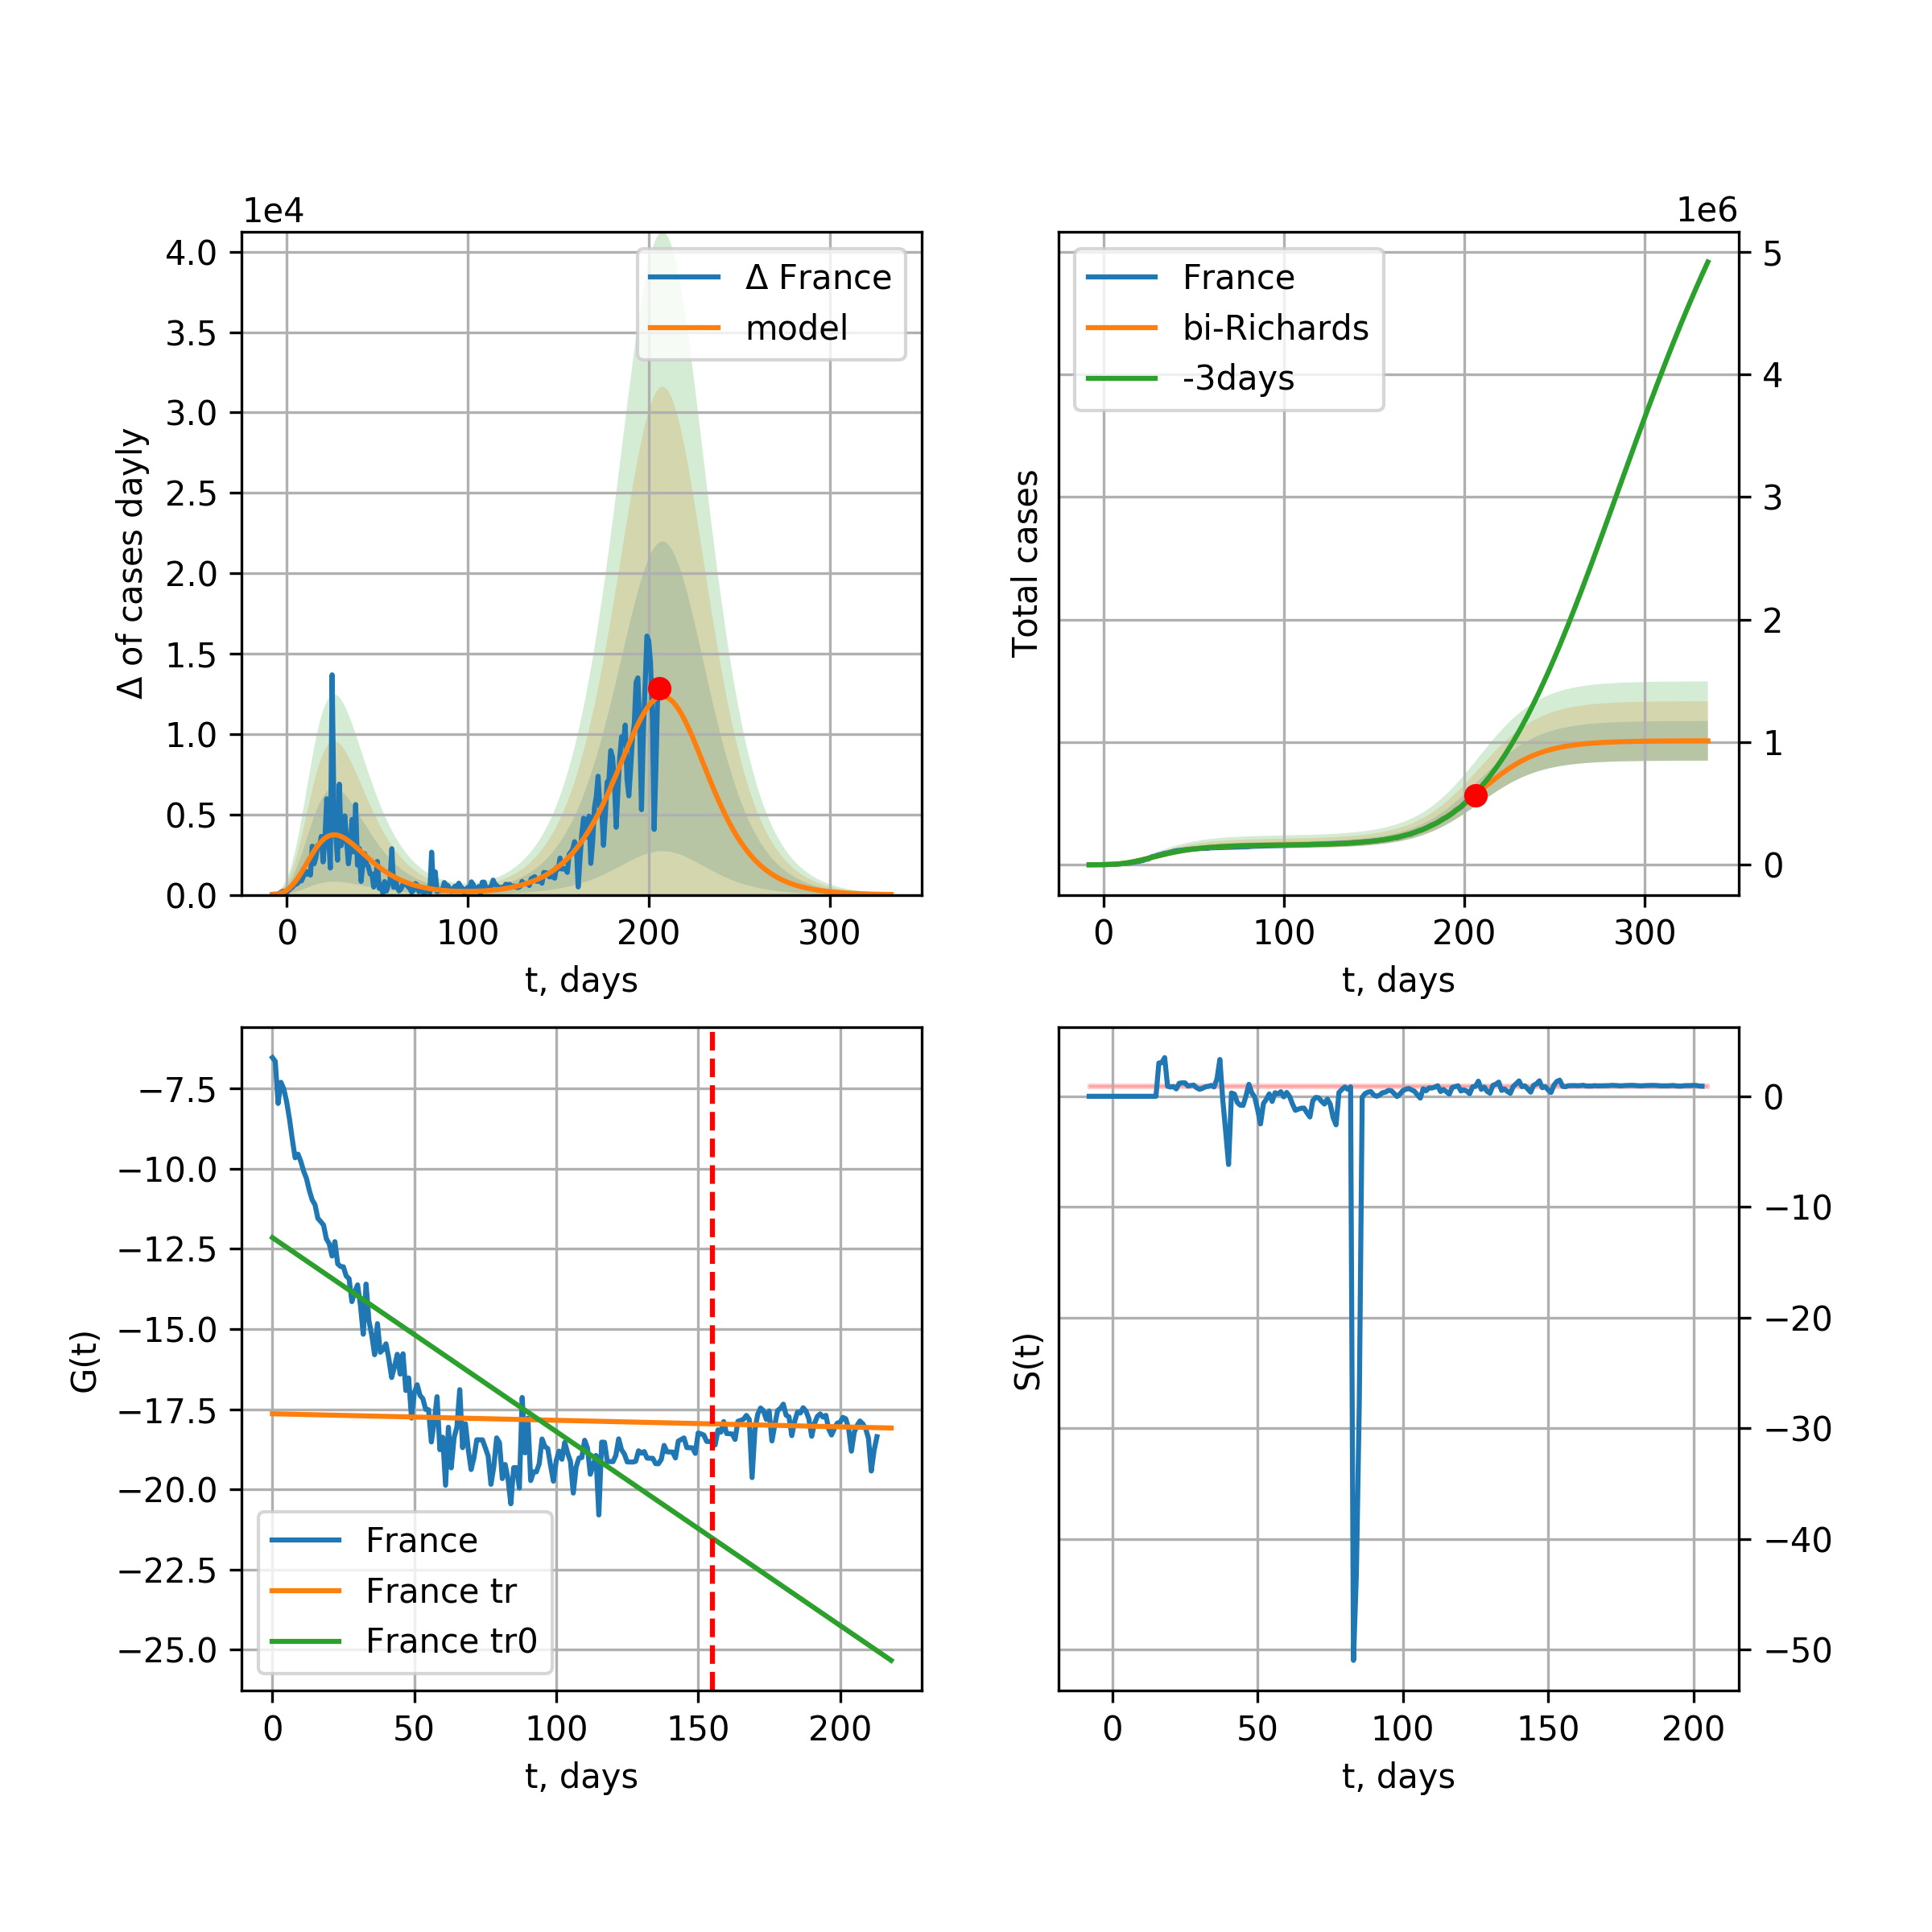 1e4
4.0
3.5
3.0
2.5
2.0
1.5
1.0
0.5
0.0
Δ of cases dayly
Δ France
model
0 100 200 300
t, days
1e6
5
4
3
2
1
0
Total cases
France
bi-Richards
-3days
0 100 200 300
t, days
−7.5
−10.0
−12.5
−15.0
−17.5
−20.0
−22.5
−25.0
G(t)
France
France tr
France tr0
0 50 100 150 200
t, days
0
−10
−20
−30
−40
−50
S(t)
0 50 100 150 200
t, days